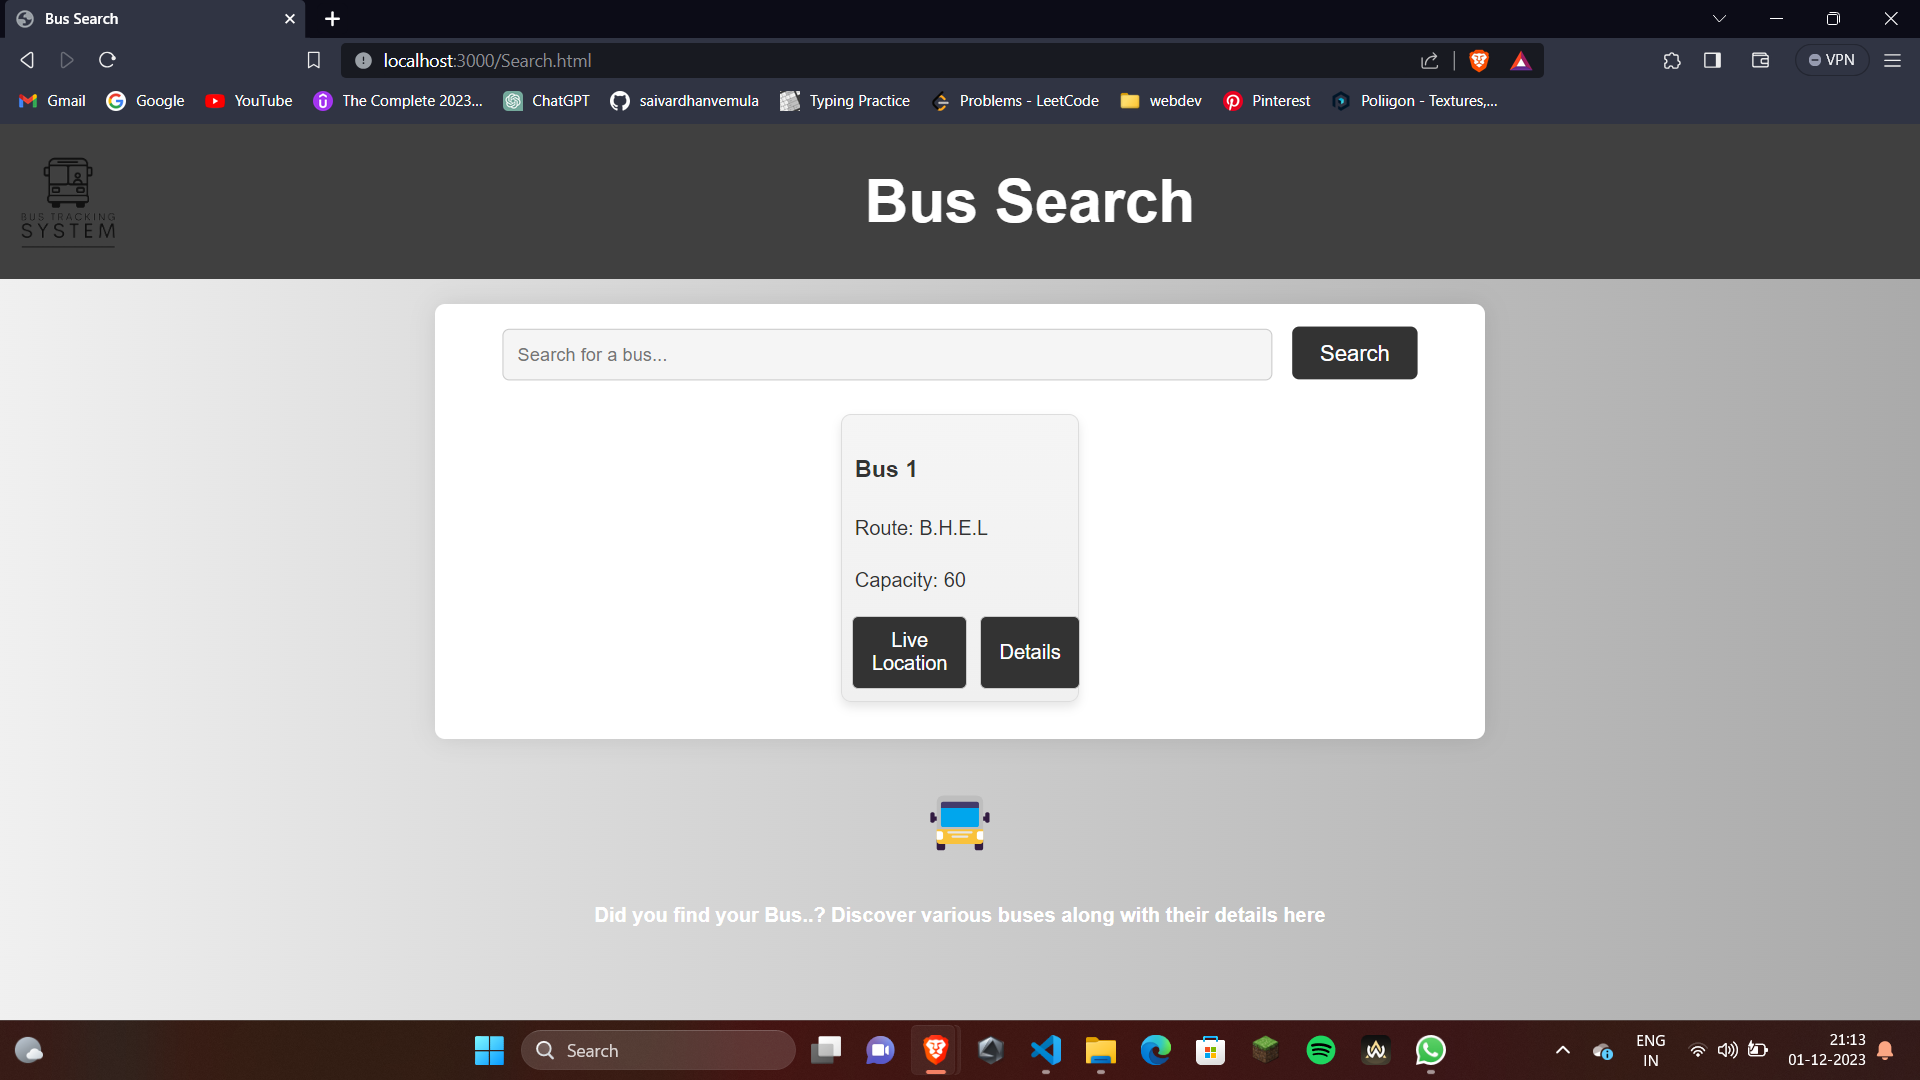 Bus Search
localhost:3000/Search.html
VPN
Gmail
Google
YouTube
The Complete 2023...
ChatGPT
saivardhanvemula
Typing Practice
Problems - LeetCode
webdev
Pinterest
Poliigon - Textures,...
BUS TRACKING
SYSTEM
Bus Search
Search for a bus...
Search
Bus 1
Route: B.H.E.L
Capacity: 60
Live
Location
Details
Did you find your Bus..? Discover various buses along with their details here
Search
ENG
IN
21:13
01-12-2023